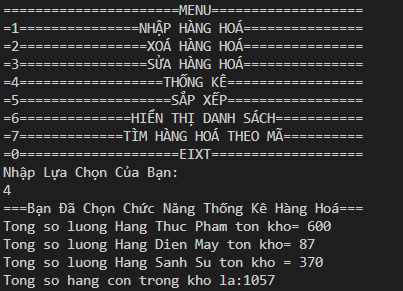 ======================MENU===================
=1===============NHẬP HÀNG HOÁ===============
=2================XOÁ HÀNG HOÁ===============
=3================SỬA HÀNG HOÁ===============
=4==================THỐNG KÊ=================
=5===================SẮP XẾP=================
=6==============HIỂN THỊ DANH SÁCH===========
=7=============TÌM HÀNG HOÁ THEO MÃ==========
=0====================EIXT===================
Nhập Lựa Chọn Của Bạn:
4
===Bạn Đã Chọn Chức Năng Thống Kê Hàng Hoá===
Tong so luong Hang Thuc Pham ton kho= 600
Tong so luong Hang Dien May ton kho= 87
Tong so luong Hang Sanh Su ton kho = 370
Tong so hang con trong kho la:1057